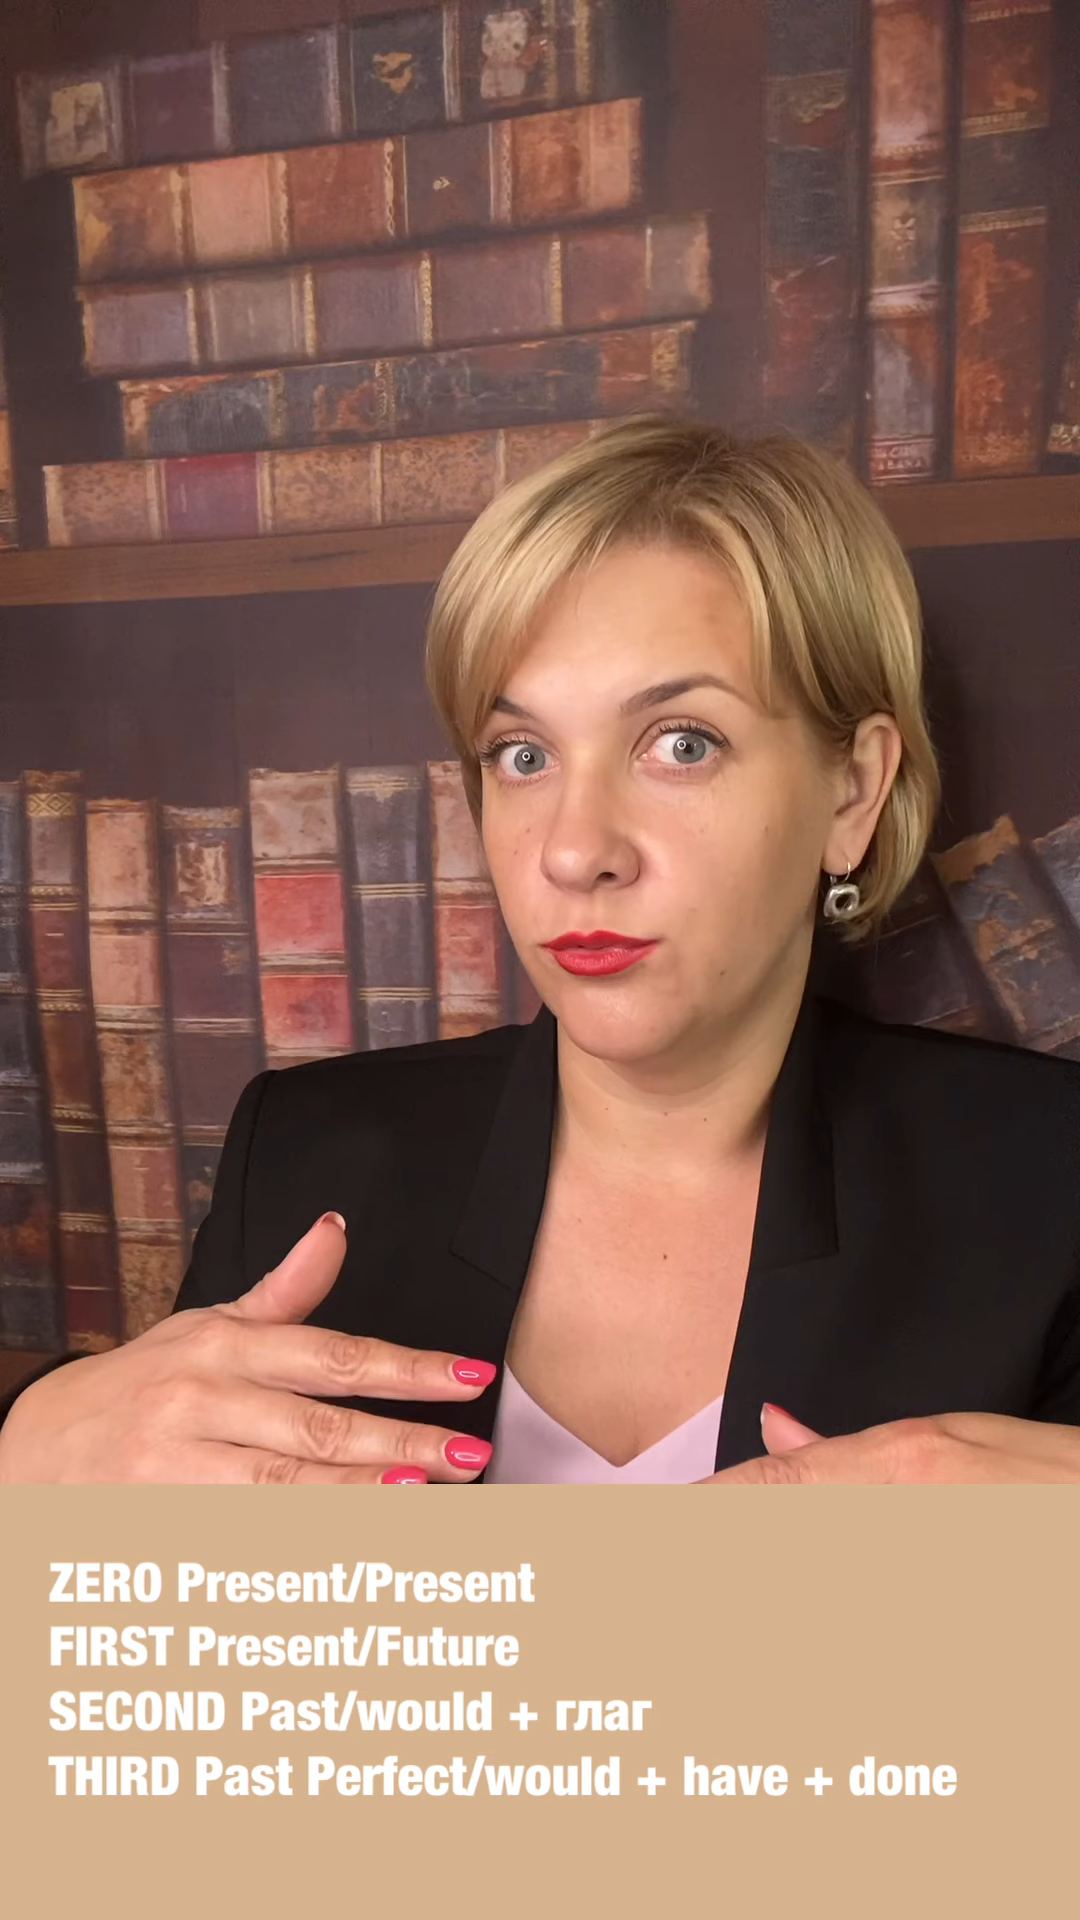 ZERO Present/Present
FIRST Present/Future
SECOND Past/would + глаг
THIRD Past Perfect/would + have + done